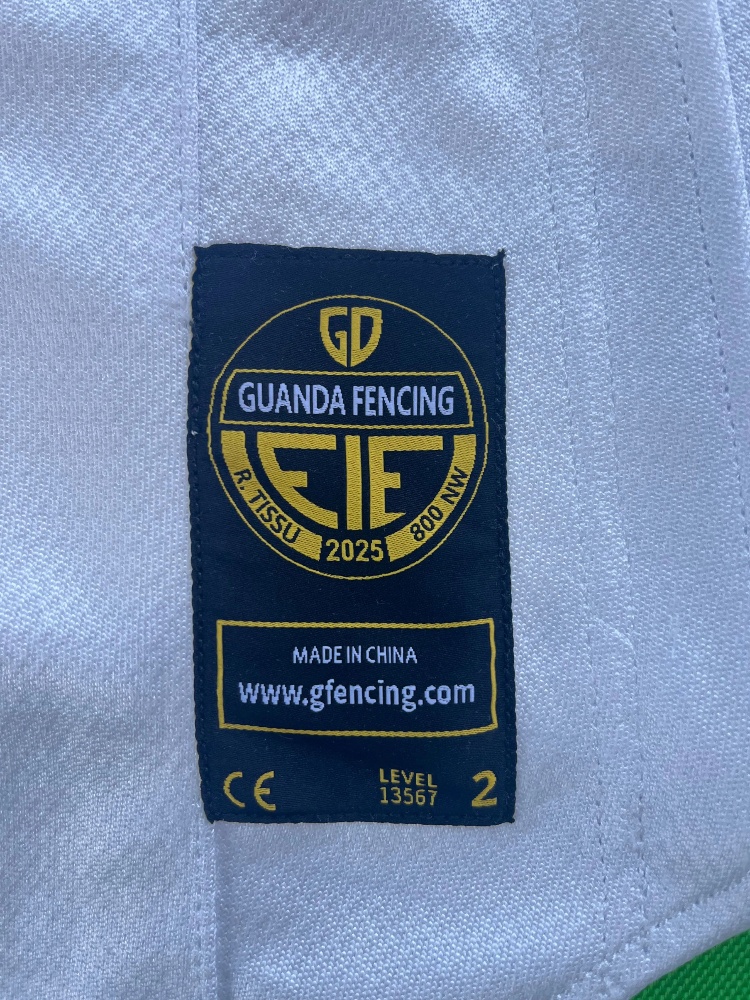 GD
GUANDA FENCING
FIE
R. TISSU 2025 800 NW
MADE IN CHINA
www.gfencing.com
CE LEVEL 2
13567